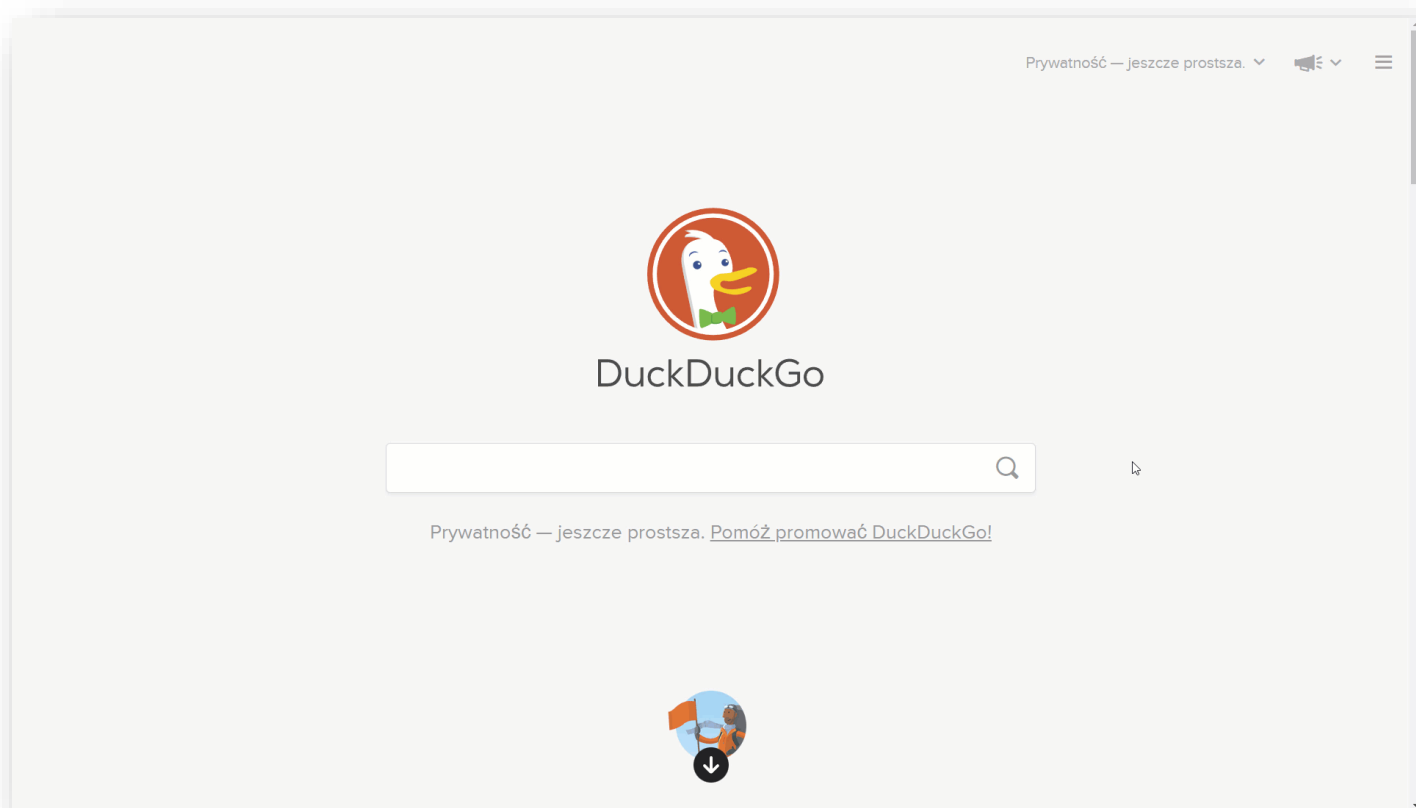 Prywatność — jeszcze prostsza.
DuckDuckGo
Prywatność — jeszcze prostsza. Pomóż promować DuckDuckGo!